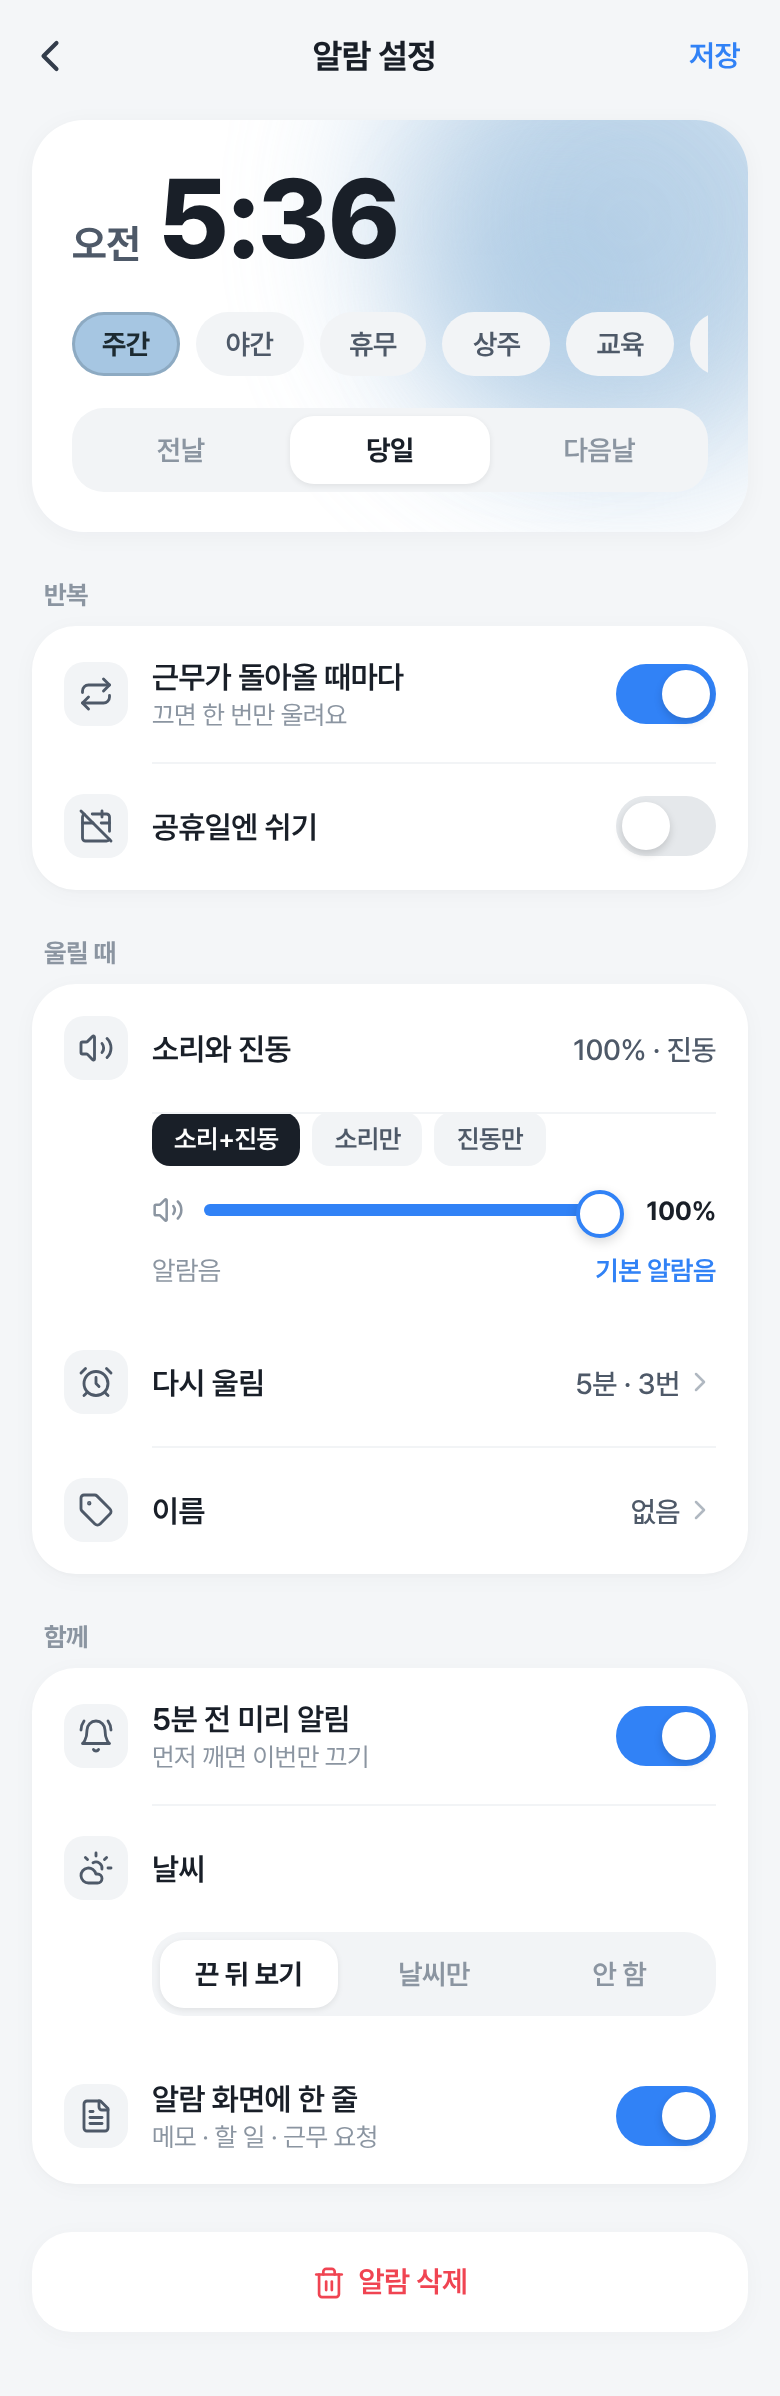 알람 설정
저장
오전 5:36
주간 야간 휴무 상주 교육
전날 당일 다음날
반복
근무가 돌아올 때마다
끄면 한 번만 울려요
공휴일엔 쉬기
울릴 때
소리와 진동 100% · 진동
소리+진동 소리만 진동만
100%
알람음 기본 알람음
다시 울림 5분 · 3번
이름 없음
함께
5분 전 미리 알림
먼저 깨면 이번만 끄기
날씨
끈 뒤 보기 날씨만 안 함
알람 화면에 한 줄
메모 · 할 일 · 근무 요청
알람 삭제